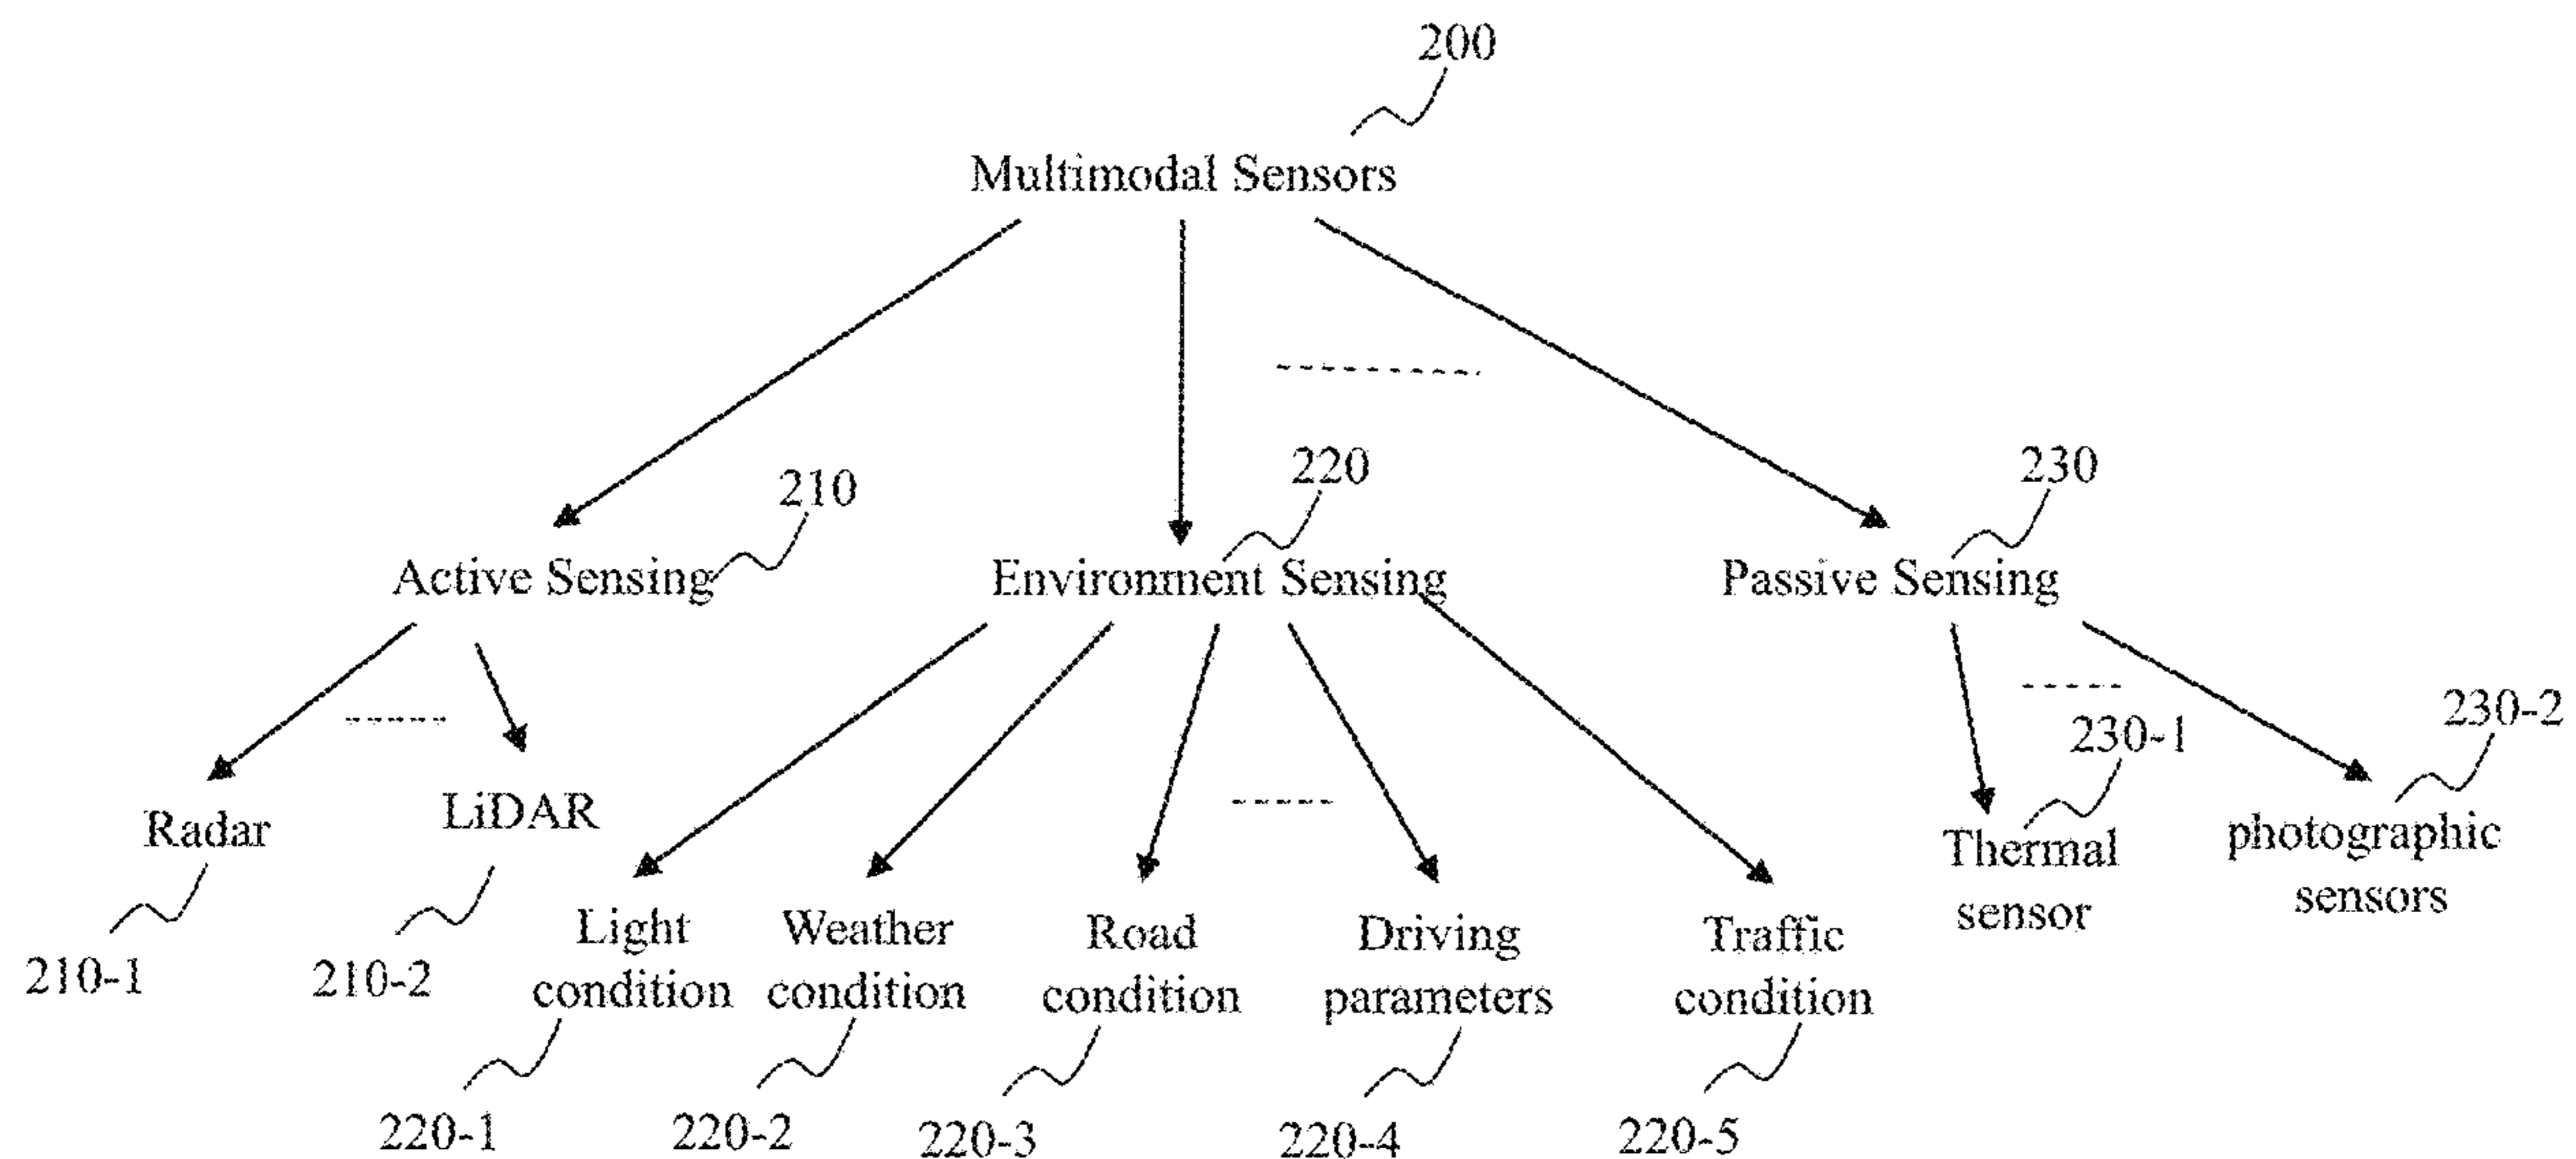 200
Multimodal Sensors
210
220
230
Active Sensing
Environment Sensing
Passive Sensing
230-1
230-2
Radar
LiDAR
Thermal
sensor
photographic
sensors
210-1
210-2
Light
condition
Weather
condition
Road
condition
Driving
parameters
Traffic
condition
220-1
220-2
220-3
220-4
220-5